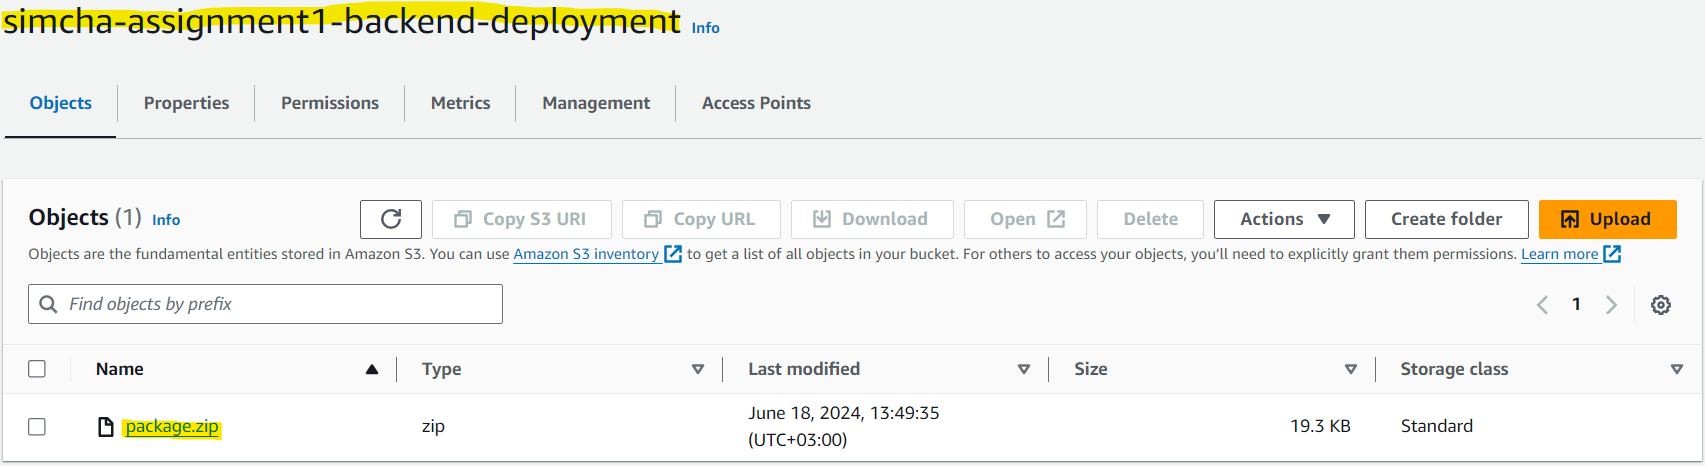 simcha-assignment1-backend-deployment Info
Objects Properties Permissions Metrics Management Access Points
Objects (1) Info Copy S3 URI Copy URL Download Open Delete Actions Create folder Upload
Objects are the fundamental entities stored in Amazon S3. You can use Amazon S3 inventory to get a list of all objects in your bucket. For others to access your objects, you'll need to explicitly grant them permissions. Learn more
Find objects by prefix 1
Name Type Last modified Size Storage class
package.zip zip June 18, 2024, 13:49:35 19.3 KB Standard
(UTC+03:00)